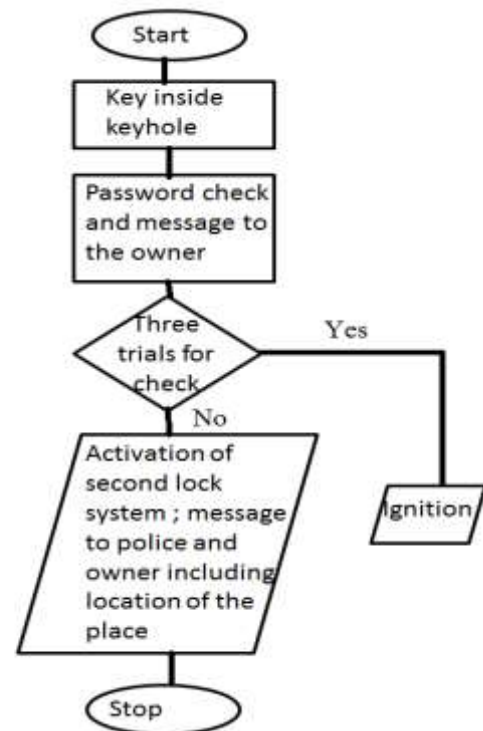 Start
Key inside
keyhole
Password check
and message to
the owner
Three
trials for
check
Yes
No
Ignition
Activation of
second lock
system ; message
to police and
owner including
location of the
place
Stop